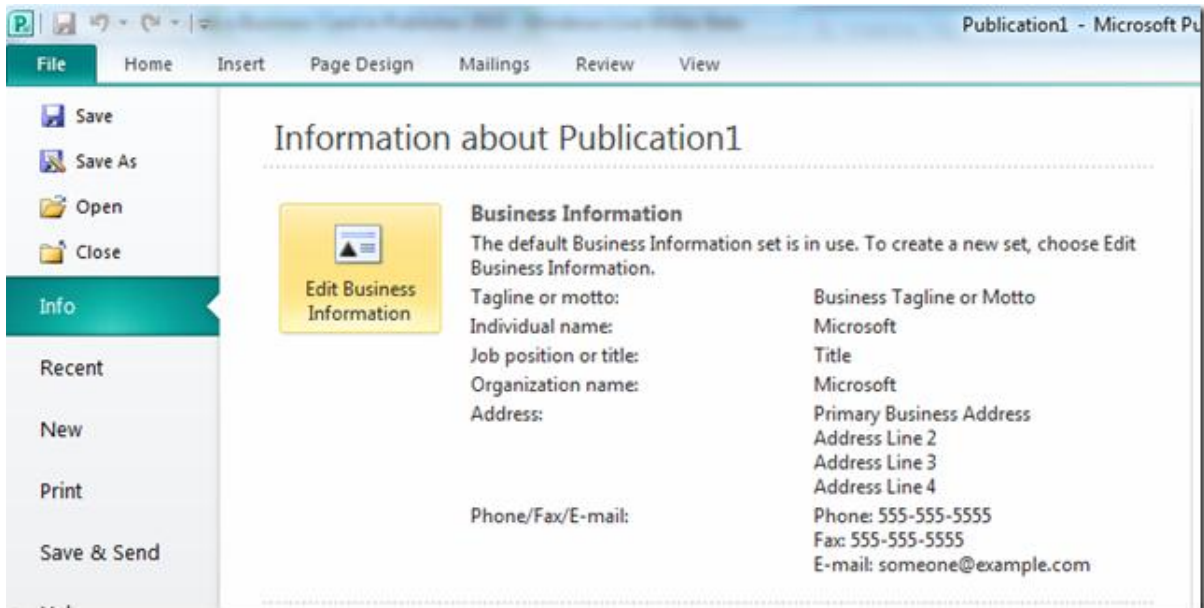 Publication1 - Microsoft Pu
File Home Insert Page Design Mailings Review View
Save
Save As
Open
Close
Info
Recent
New
Print
Save & Send
Information about Publication1
Edit Business
Information
Business Information
The default Business Information set is in use. To create a new set, choose Edit
Business Information.
Tagline or motto: Business Tagline or Motto
Individual name: Microsoft
Job position or title: Title
Organization name: Microsoft
Address: Primary Business Address
Address Line 2
Address Line 3
Address Line 4
Phone/Fax/E-mail: Phone: 555-555-5555
Fax: 555-555-5555
E-mail: someone@example.com